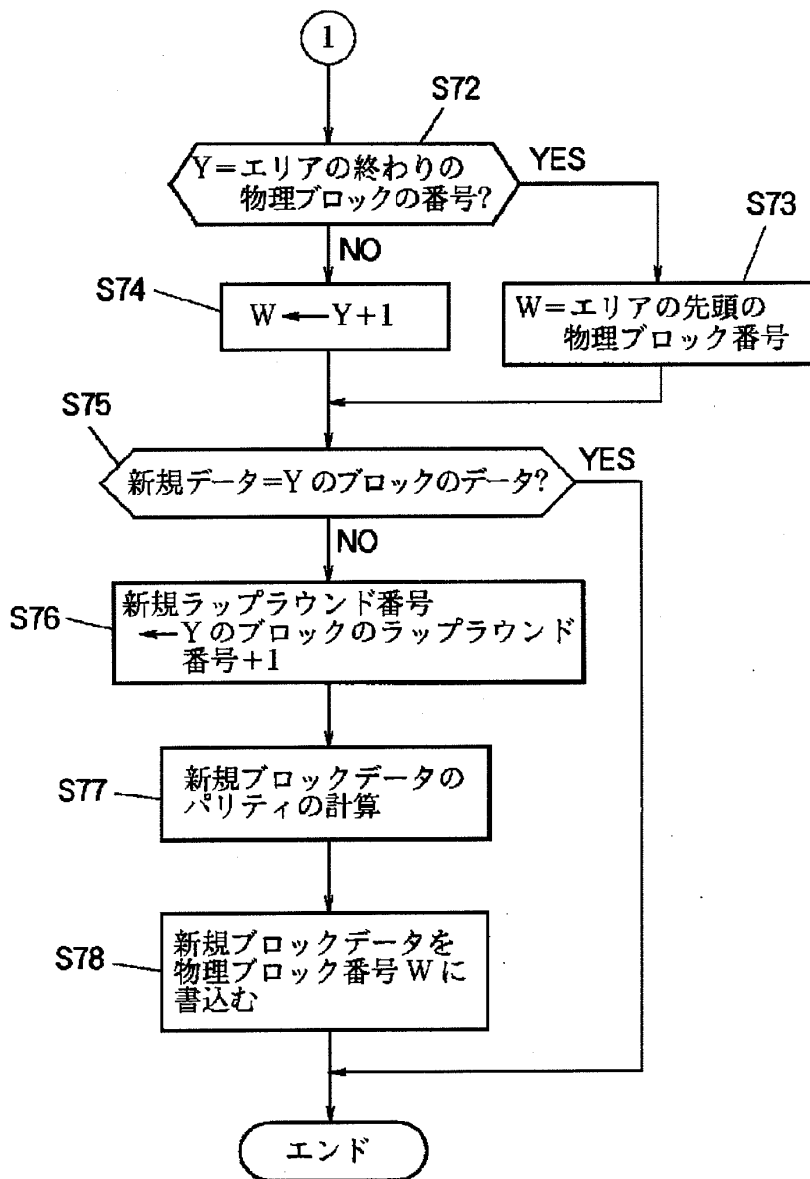 1
S72
Y=エリアの終わりの
物理ブロックの番号?
YES
NO
S73
W=エリアの先頭の
物理ブロック番号
S74
W←Y+1
S75
新規データ=Yのブロックのデータ?
YES
NO
S76
新規ラップラウンド番号
←Yのブロックのラップラウンド
番号+1
S77
新規ブロックデータの
パリティの計算
S78
新規ブロックデータを
物理ブロック番号Wに
書込む
エンド